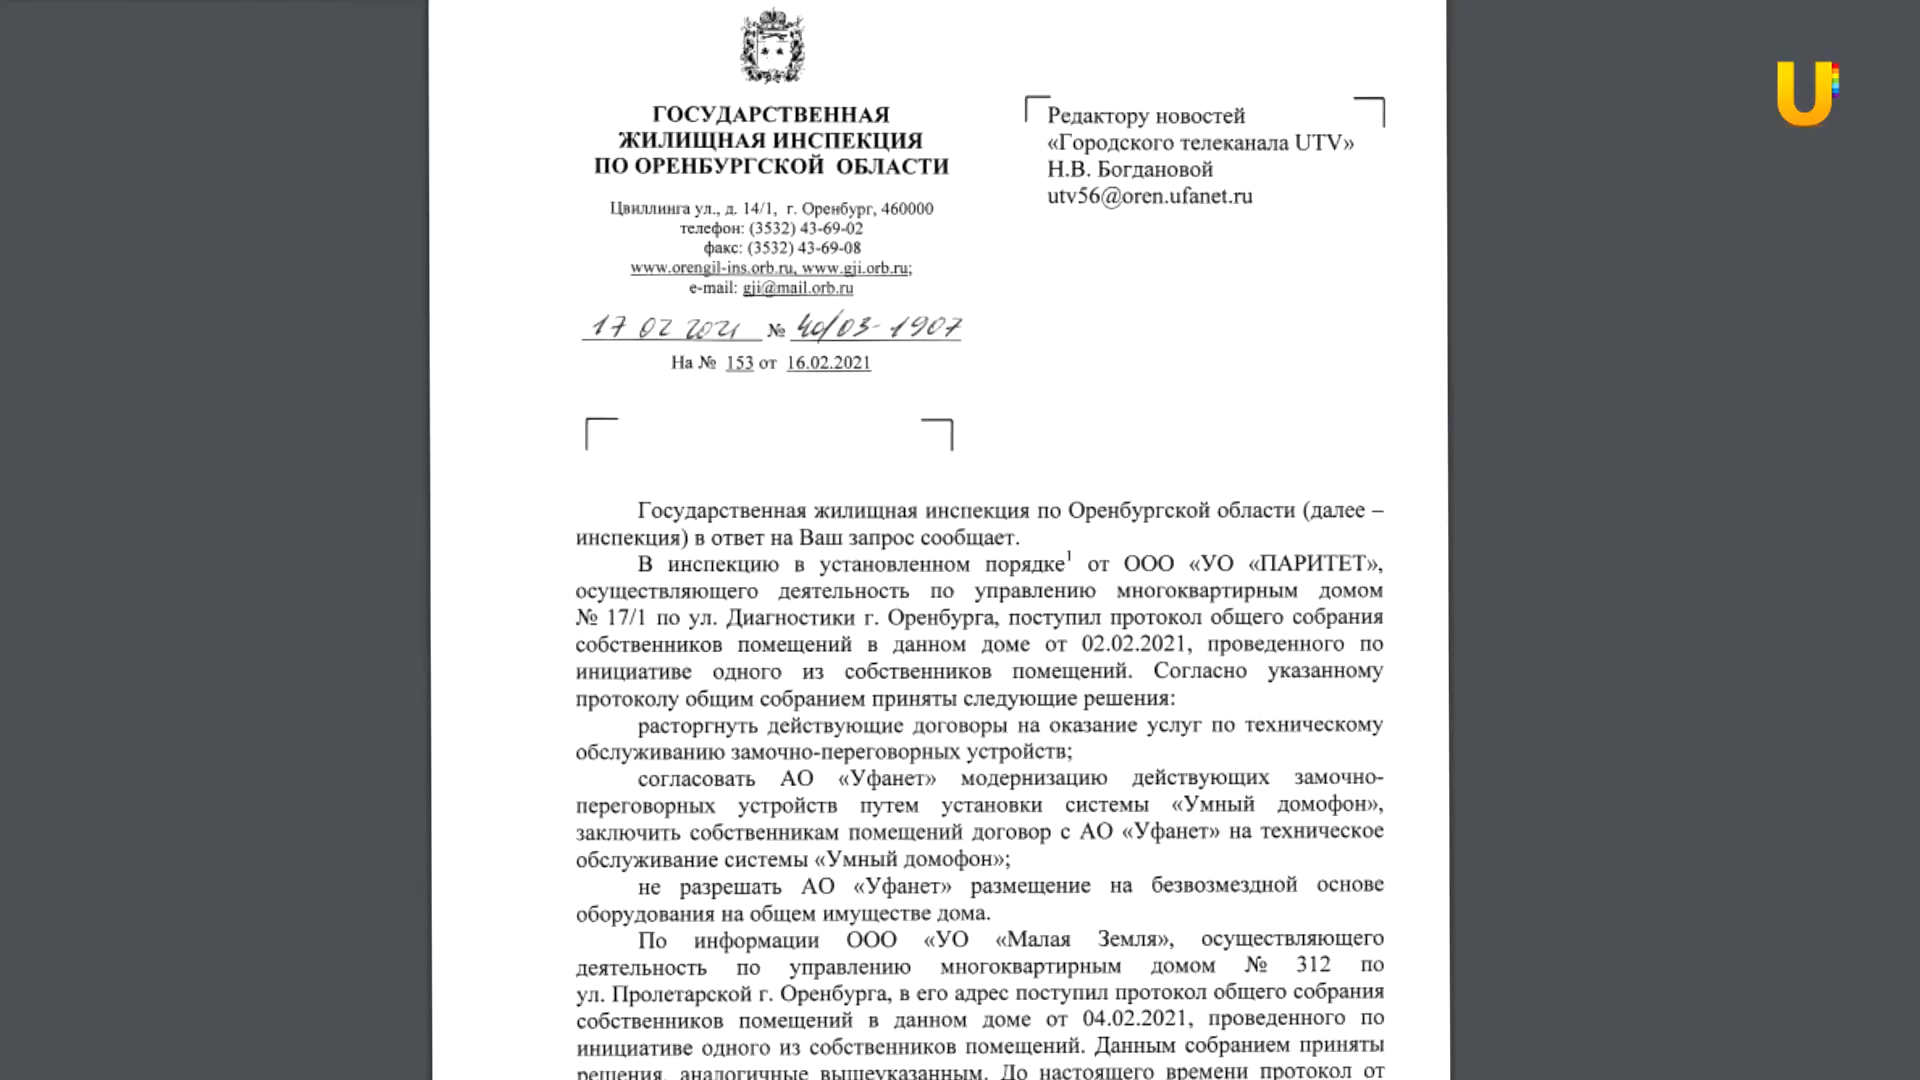 ГОСУДАРСТВЕННАЯ
ЖИЛИЩНАЯ ИНСПЕКЦИЯ
ПО ОРЕНБУРГСКОЙ ОБЛАСТИ
Цвиллинга ул., д. 14/1, г. Оренбург, 460000
телефон: (3532) 43-69-02
факс: (3532) 43-69-08
www.orengil-ins.orb.ru, www.gji.orb.ru;
e-mail: gji@mail.orb.ru
17 02 2021 № 40/03-1907
На № 153 от 16.02.2021
Редактору новостей
«Городского телеканала UTV»
Н.В. Богдановой
utv56@oren.ufanet.ru
U
Государственная жилищная инспекция по Оренбургской области (далее –
инспекция) в ответ на Ваш запрос сообщает.
В инспекцию в установленном порядке¹ от ООО «УО «ПАРИТЕТ»,
осуществляющего деятельность по управлению многоквартирным домом
№ 17/1 по ул. Диагностики г. Оренбурга, поступил протокол общего собрания
собственников помещений в данном доме от 02.02.2021, проведенного по
инициативе одного из собственников помещений. Согласно указанному
протоколу общим собранием приняты следующие решения:
расторгнуть действующие договоры на оказание услуг по техническому
обслуживанию замочно-переговорных устройств;
согласовать АО «Уфанет» модернизацию действующих замочно-
переговорных устройств путем установки системы «Умный домофон»,
заключить собственникам помещений договор с АО «Уфанет» на техническое
обслуживание системы «Умный домофон»;
не разрешать АО «Уфанет» размещение на безвозмездной основе
оборудования на общем имуществе дома.
По информации ООО «УО «Малая Земля», осуществляющего
деятельность по управлению многоквартирным домом № 312 по
ул. Пролетарской г. Оренбурга, в его адрес поступил протокол общего собрания
собственников помещений в данном доме от 04.02.2021, проведенного по
инициативе одного из собственников помещений. Данным собранием приняты
решения, аналогичные вышеуказанным. До настоящего времени протокол от